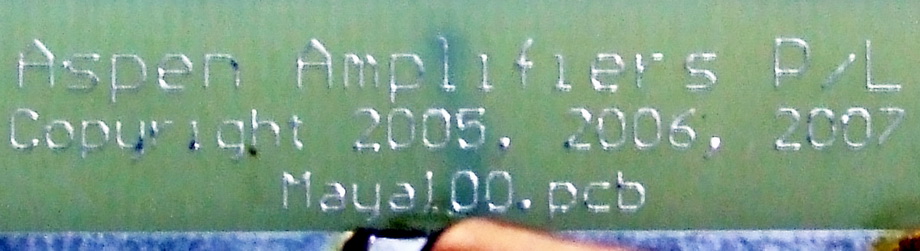 Aspen Amplifiers P/L
Copyright 2005, 2006, 2007
Maya100.pcb